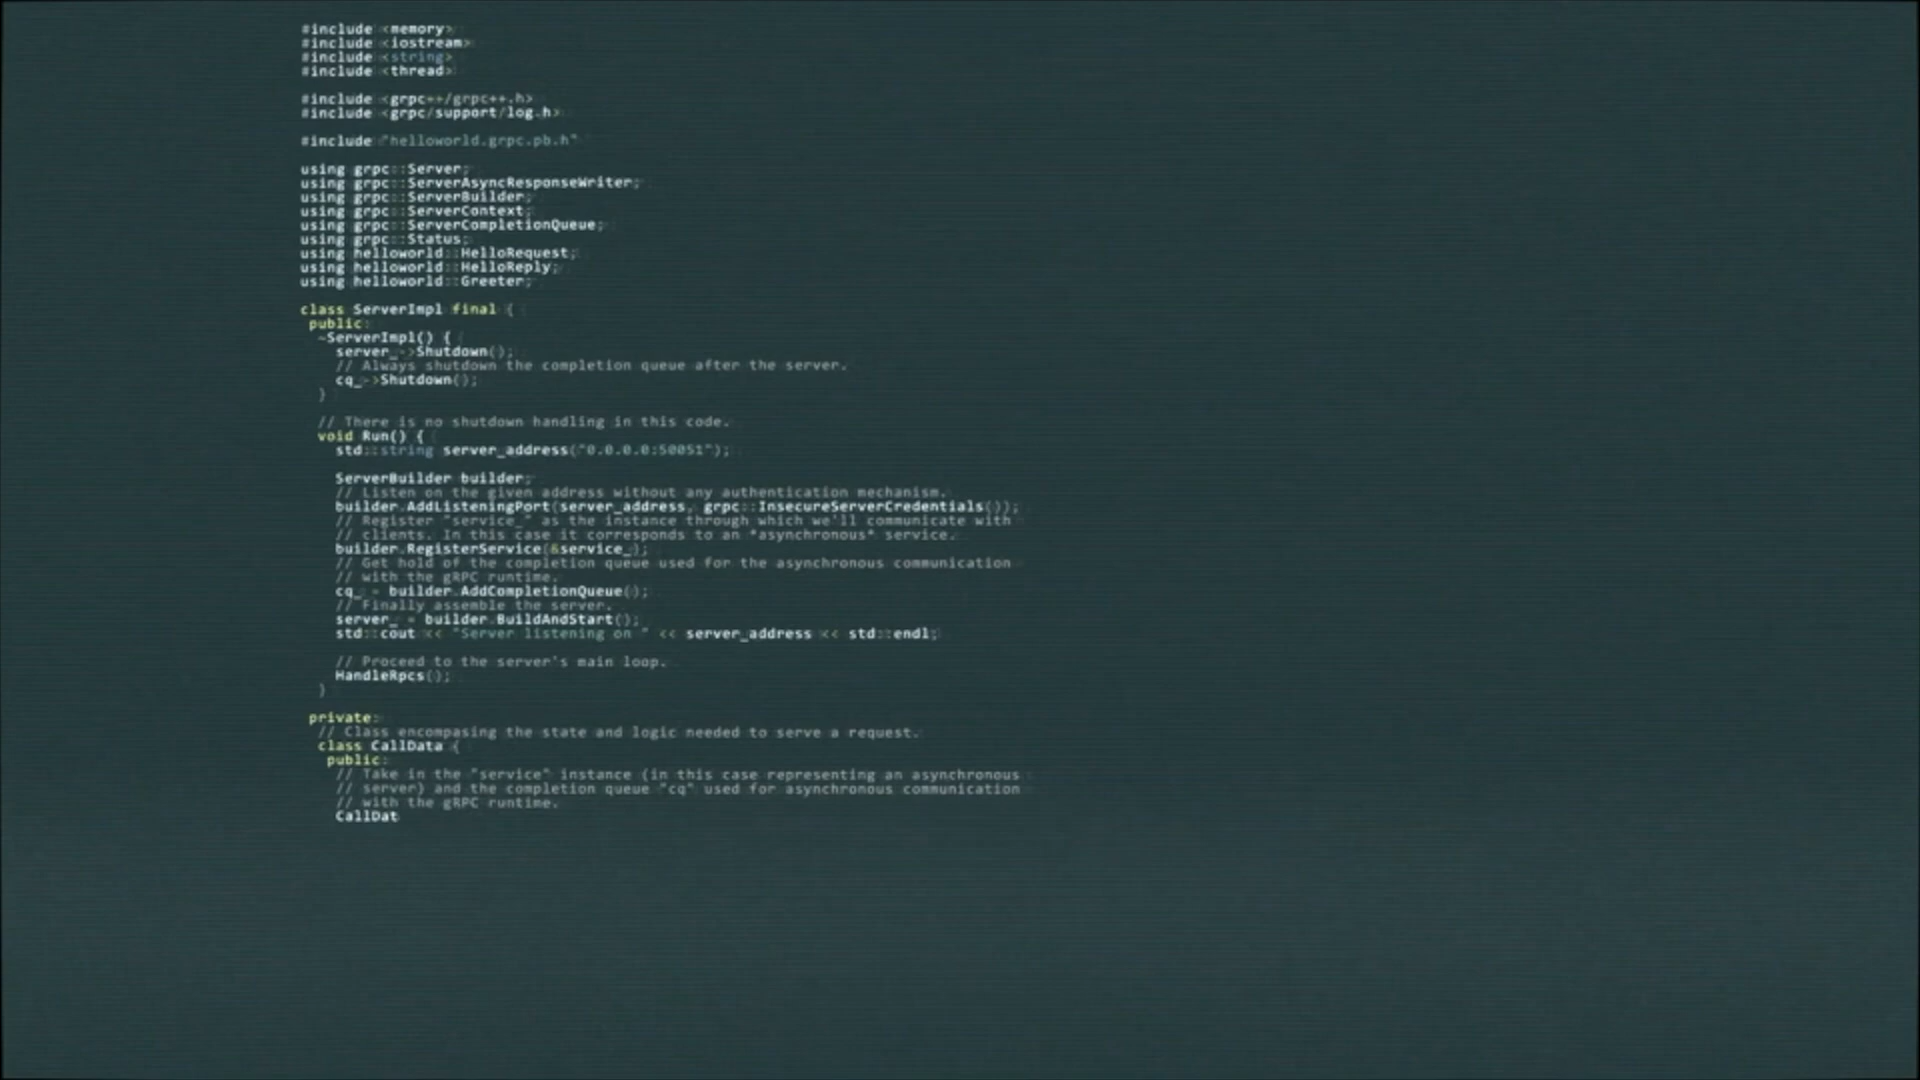 #include <memory>
#include <iostream>
#include <string>
#include <thread>
#include <grpc++/grpc++.h>
#include <grpc/support/log.h>
#include "helloworld.grpc.pb.h"
using grpc::Server;
using grpc::ServerAsyncResponseWriter;
using grpc::ServerBuilder;
using grpc::ServerContext;
using grpc::ServerCompletionQueue;
using grpc::Status;
using helloworld::HelloRequest;
using helloworld::HelloReply;
using helloworld::Greeter;
class ServerImpl final {
public:
~ServerImpl() {
server_->Shutdown();
// Always shutdown the completion queue after the server.
cq_->Shutdown();
}
// There is no shutdown handling in this code.
void Run() {
std::string server_address("0.0.0.0:50051");
ServerBuilder builder;
// Listen on the given address without any authentication mechanism.
builder.AddListeningPort(server_address, grpc::InsecureServerCredentials());
// Register "service_" as the instance through which we'll communicate with
// clients. In this case it corresponds to an *asynchronous* service.
builder.RegisterService(&service_);
// Get hold of the completion queue used for the asynchronous communication
// with the gRPC runtime.
cq_ = builder.AddCompletionQueue();
// Finally assemble the server.
server_ = builder.BuildAndStart();
std::cout << "Server listening on " << server_address << std::endl;
// Proceed to the server's main loop.
HandleRpcs();
}
private:
// Class encompasing the state and logic needed to serve a request.
class CallData {
public:
// Take in the "service" instance (in this case representing an asynchronous
// server) and the completion queue "cq" used for asynchronous communication
// with the gRPC runtime.
CallDat